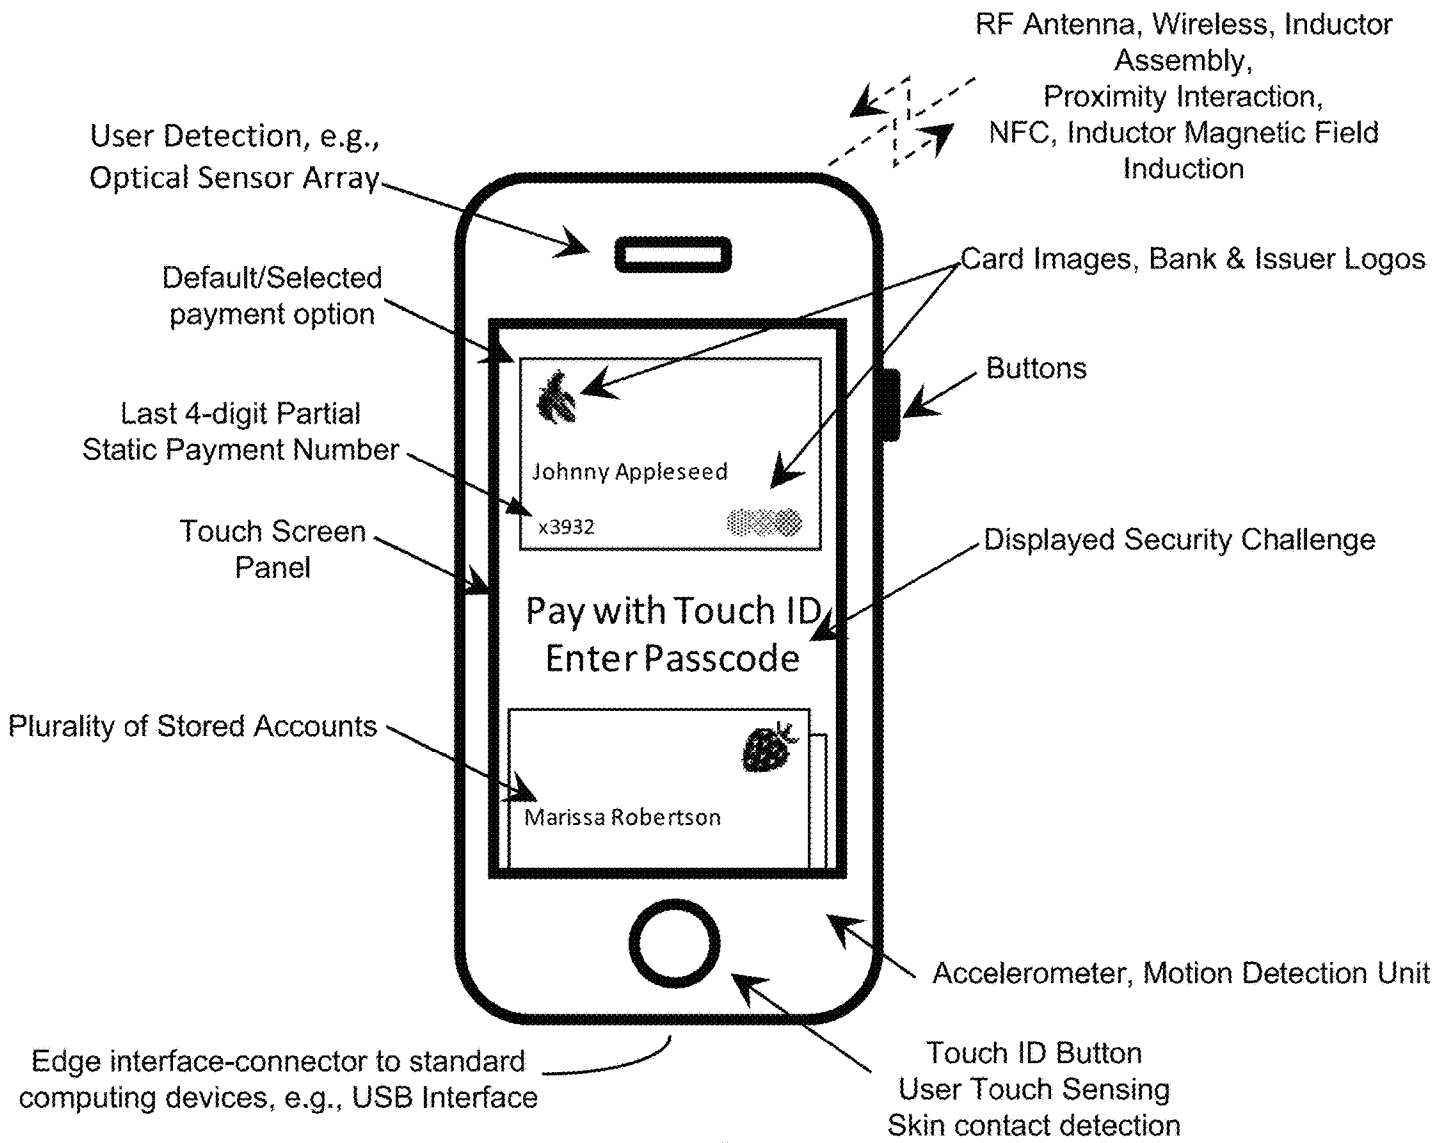 RF Antenna, Wireless, Inductor
Assembly,
Proximity Interaction,
NFC, Inductor Magnetic Field
Induction
User Detection, e.g.,
Optical Sensor Array
Card Images, Bank & Issuer Logos
Default/Selected
payment option
Buttons
Last 4-digit Partial
Static Payment Number
Johnny Appleseed
x3932
Touch Screen
Panel
Displayed Security Challenge
Pay with Touch ID
Enter Passcode
Plurality of Stored Accounts
Marissa Robertson
Accelerometer, Motion Detection Unit
Edge interface-connector to standard
computing devices, e.g., USB Interface
Touch ID Button
User Touch Sensing
Skin contact detection